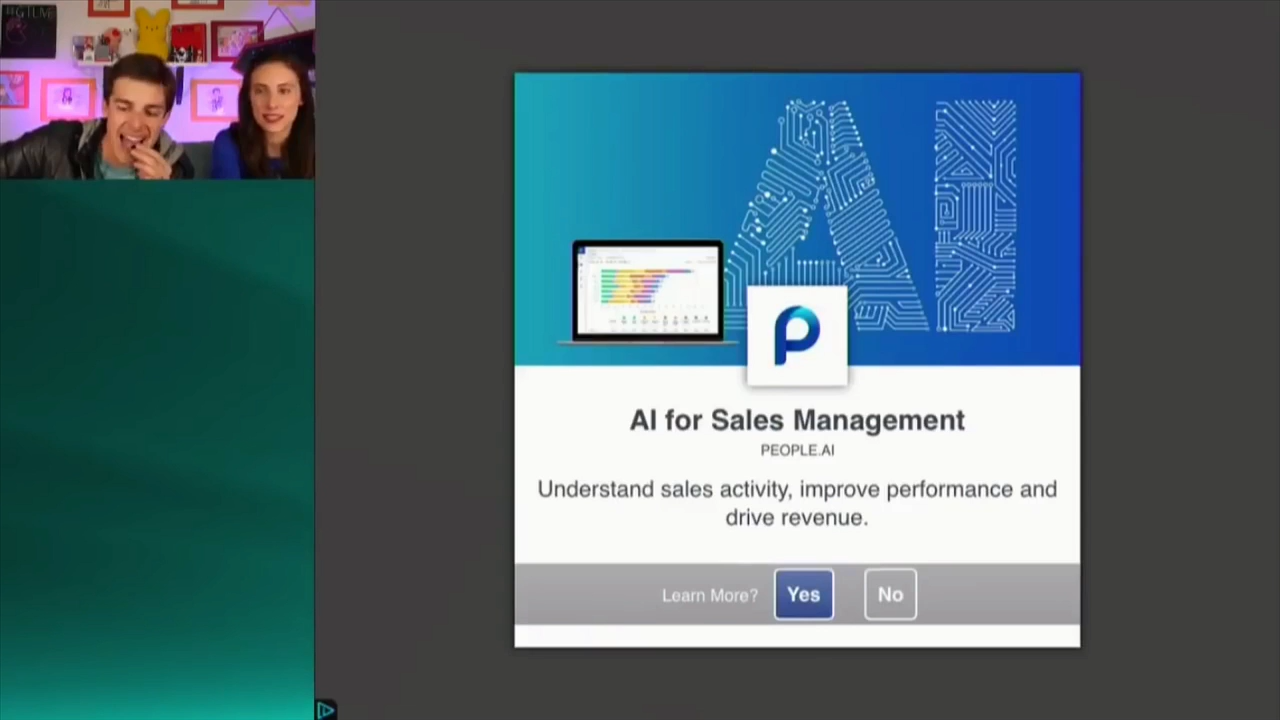 #GTLIVE
AI
AI for Sales Management
PEOPLE.AI
Understand sales activity, improve performance and
drive revenue.
Learn More?
Yes
No